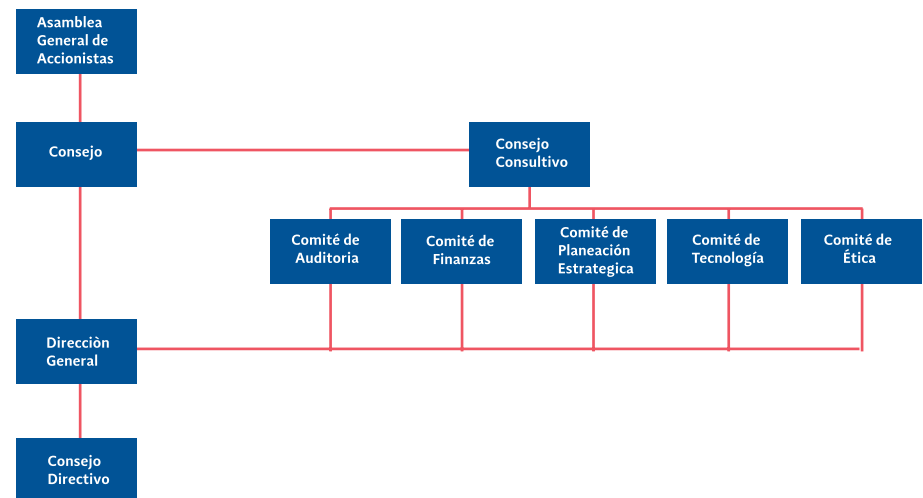 Asamblea
General de
Accionistas
Consejo
Consejo
Consultivo
Comité de
Auditoria
Comité de
Finanzas
Comité de
Planeación
Estrategica
Comité de
Tecnología
Comité de
Ética
Direcciòn
General
Consejo
Directivo